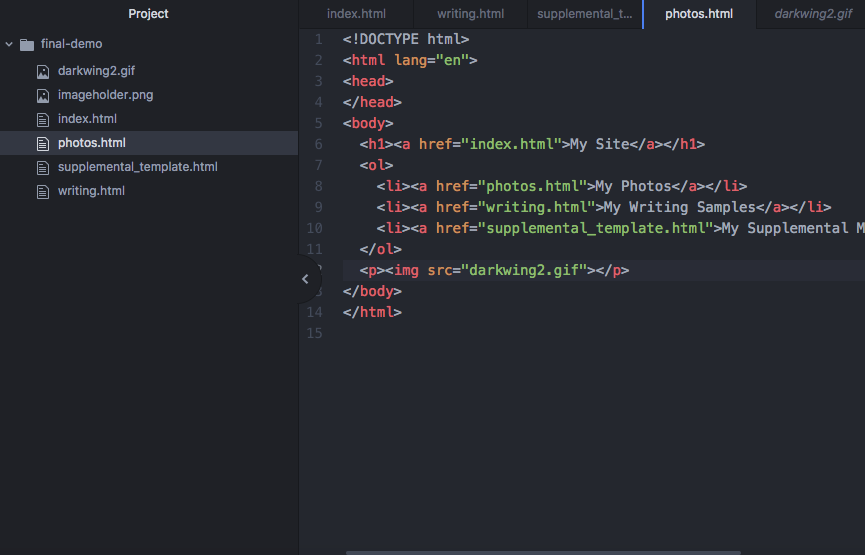 Project
final-demo
darkwing2.gif
imageholder.png
index.html
photos.html
supplemental_template.html
writing.html
index.html writing.html supplemental_t... photos.html darkwing2.gif
1 <!DOCTYPE html>
2 <html lang="en">
3 <head>
4 </head>
5 <body>
6 <h1><a href="index.html">My Site</a></h1>
7 <ol>
8 <li><a href="photos.html">My Photos</a></li>
9 <li><a href="writing.html">My Writing Samples</a></li>
10 <li><a href="supplemental_template.html">My Supplemental M
11 </ol>
<p><img src="darkwing2.gif"></p>
</body>
14 </html>
15